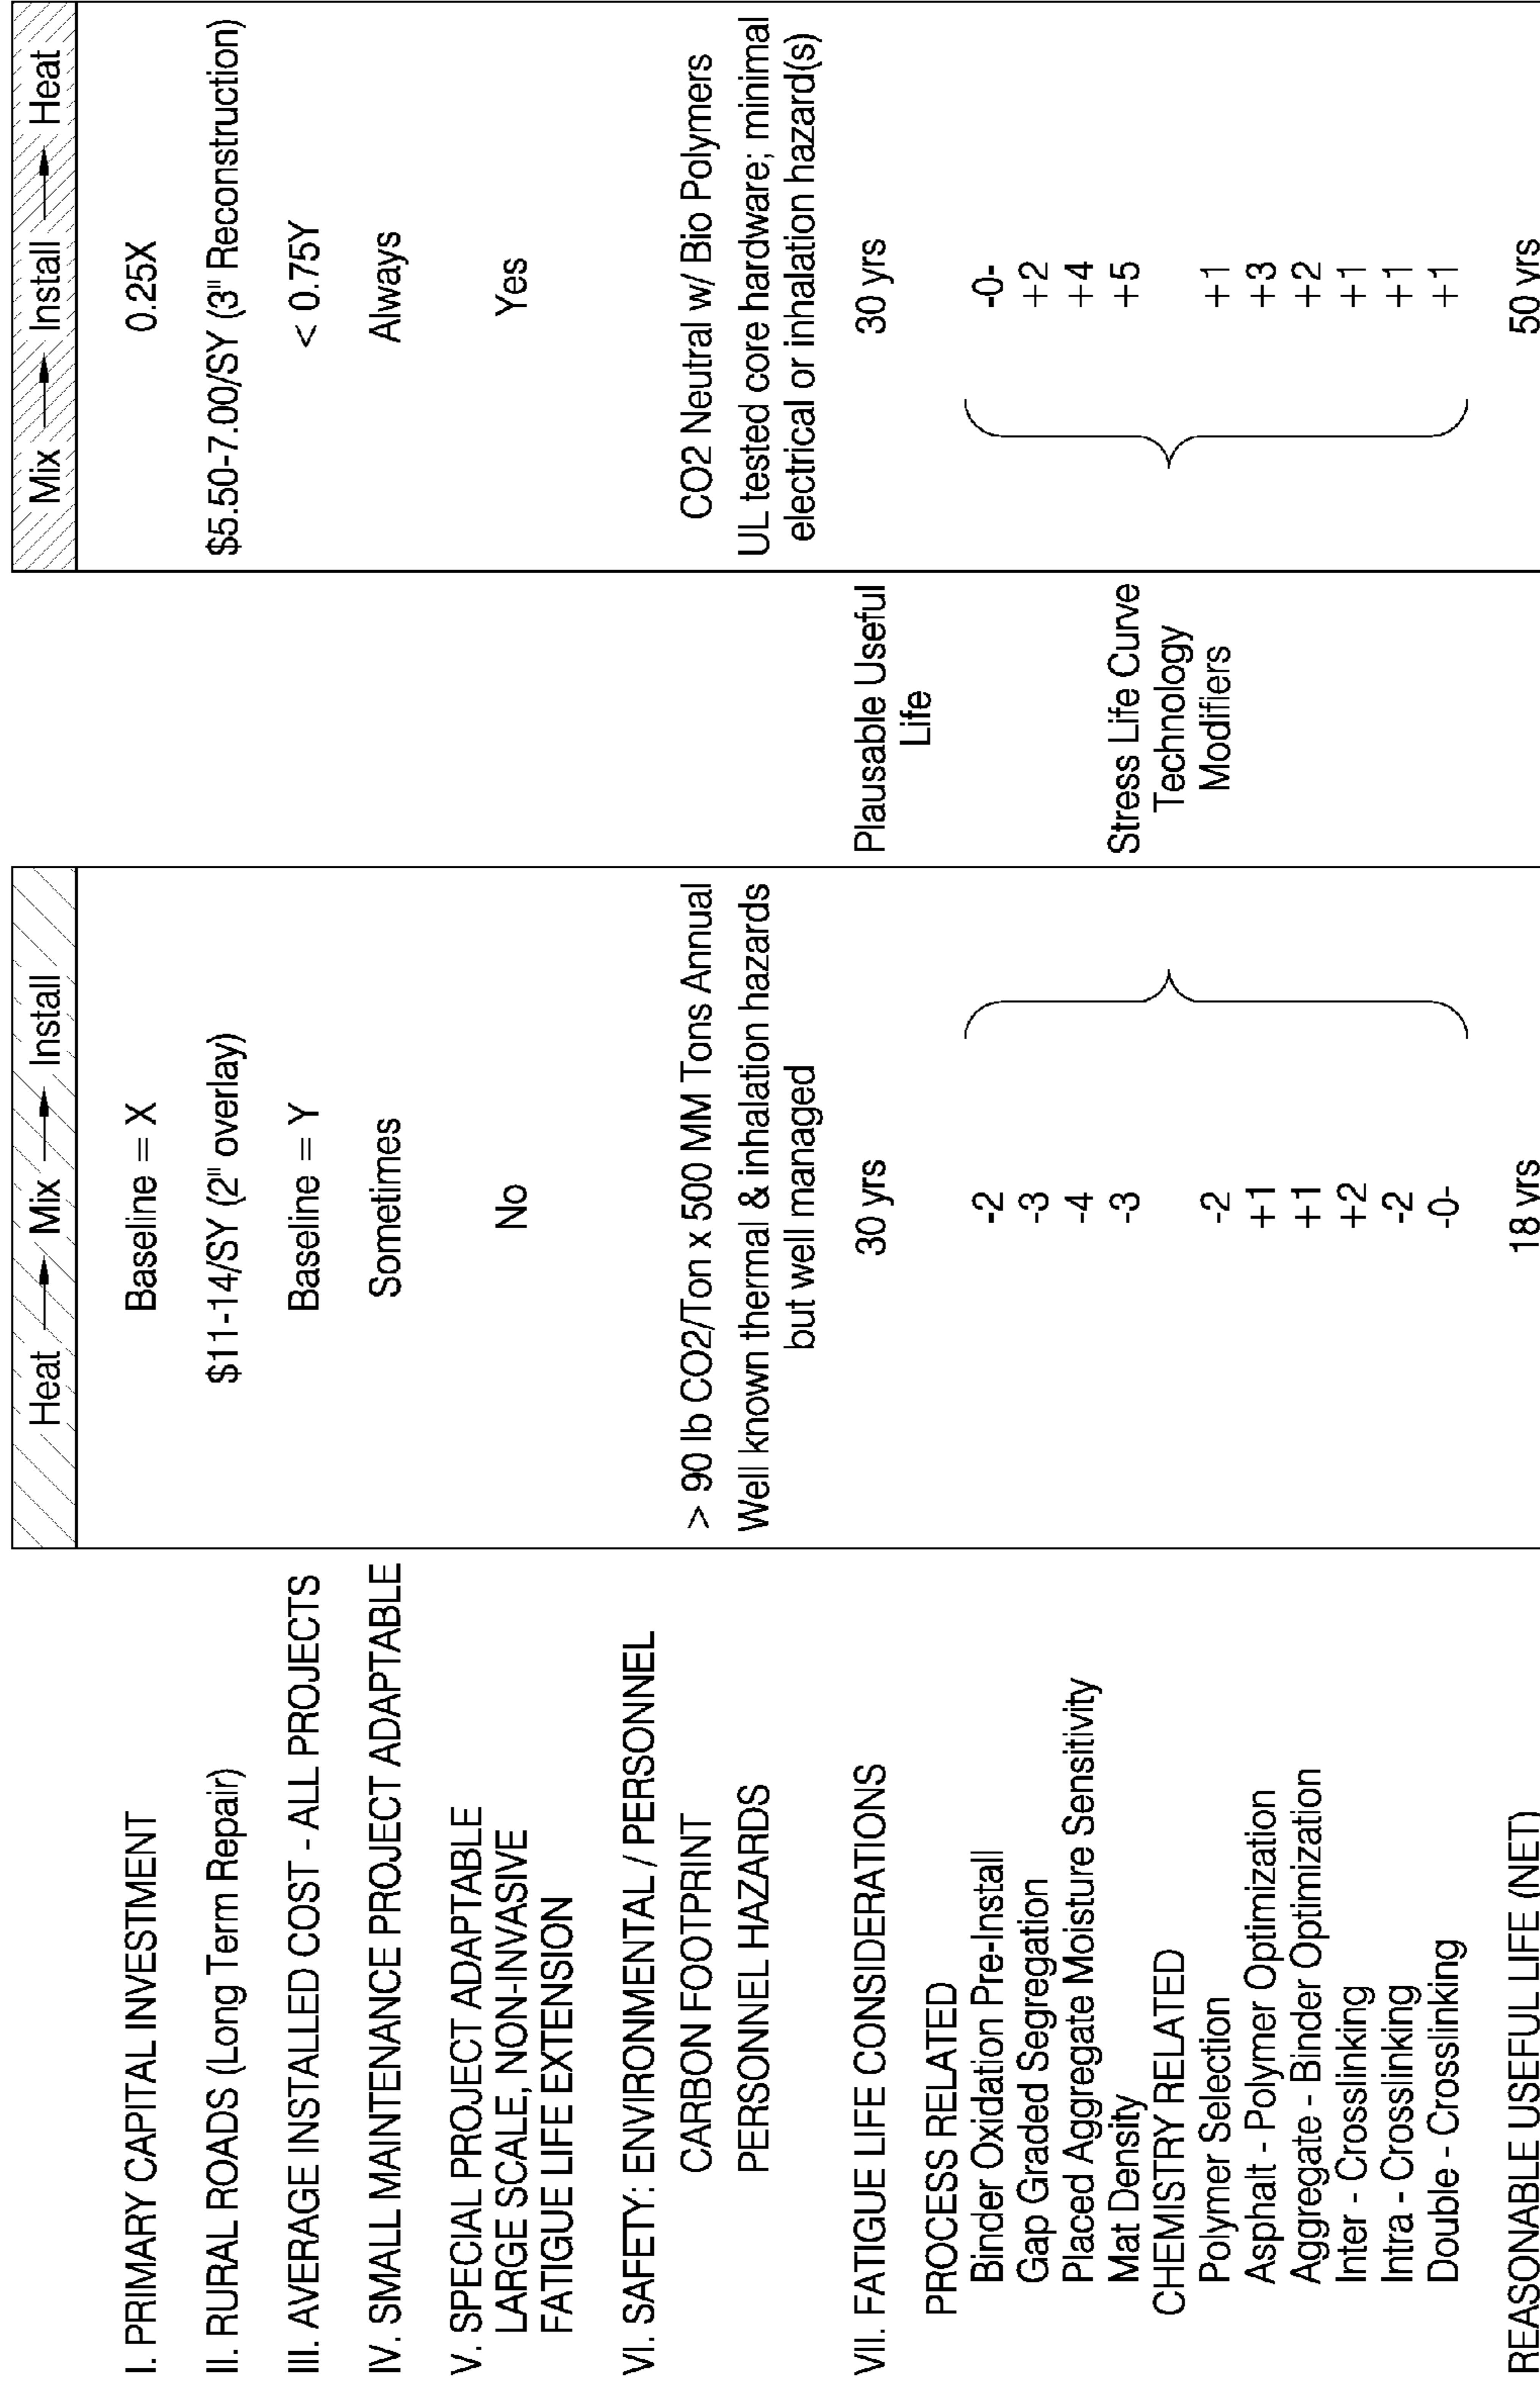 Heat → Mix → Install
Mix → Install → Heat
I. PRIMARY CAPITAL INVESTMENT
Baseline = X
0.25X
II. RURAL ROADS (Long Term Repair)
$11-14/SY (2" overlay)
$5.50-7.00/SY (3" Reconstruction)
III. AVERAGE INSTALLED COST - ALL PROJECTS
Baseline = Y
< 0.75Y
IV. SMALL MAINTENANCE PROJECT ADAPTABLE
Sometimes
Always
V. SPECIAL PROJECT ADAPTABLE
LARGE SCALE, NON-INVASIVE
FATIGUE LIFE EXTENSION
No
Yes
VI. SAFETY: ENVIRONMENTAL / PERSONNEL
CARBON FOOTPRINT
> 90 lb CO2/Ton x 500 MM Tons Annual
CO2 Neutral w/ Bio Polymers
PERSONNEL HAZARDS
Well known thermal & inhalation hazards
but well managed
UL tested core hardware; minimal
electrical or inhalation hazard(s)
VII. FATIGUE LIFE CONSIDERATIONS
30 yrs
Plausable Useful
Life
30 yrs
PROCESS RELATED
Binder Oxidation Pre-Install
-2
-0-
Gap Graded Segregation
-3
+2
Placed Aggregate Moisture Sensitivity
-4
+4
Mat Density
-3
+5
Stress Life Curve
Technology
Modifiers
CHEMISTRY RELATED
Polymer Selection
-2
+1
Asphalt - Polymer Optimization
+1
+3
Aggregate - Binder Optimization
+1
+2
Inter - Crosslinking
+2
+1
Intra - Crosslinking
-2
+1
Double - Crosslinking
-0-
+1
REASONABLE USEFUL LIFE (NET)
18 yrs
50 yrs